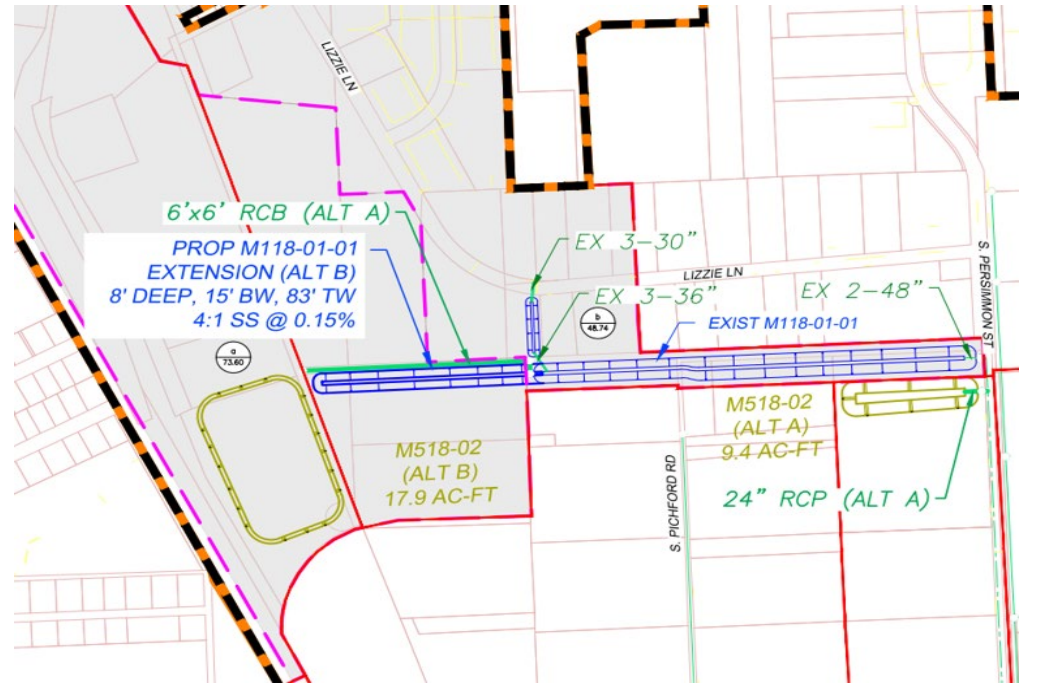 LIZZIE LN
6'x6' RCB (ALT A)
PROP M118-01-01
EXTENSION (ALT B)
8' DEEP, 15' BW, 83' TW
4:1 SS @ 0.15%
EX 3-30"
LIZZIE LN
EX 3-36"
EX 2-48"
S. PERSIMMON ST
b
48.74
EXIST M118-01-01
a
73.60
M518-02
(ALT B)
17.9 AC-FT
M518-02
(ALT A)
9.4 AC-FT
S. PICHFORD RD
24" RCP (ALT A)